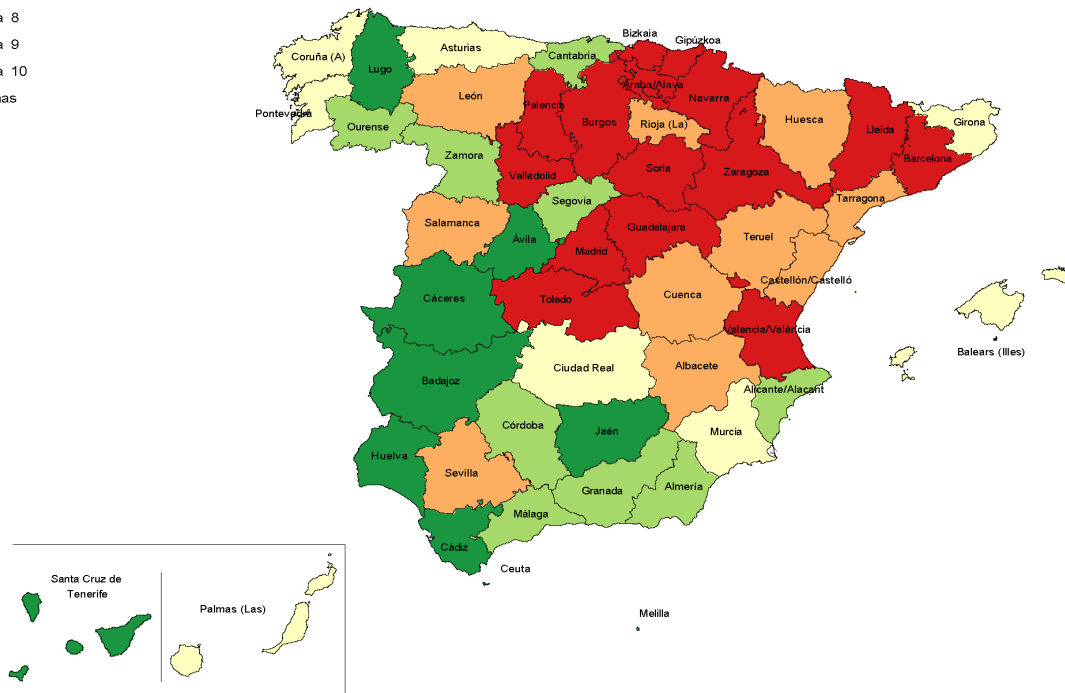 a 8
a 9
a 10
nas
Bizkaia
Gipúzkoa
Asturias
Cantabria
Coruña (A)
Lugo
Araba/Alava
León
Palencia
Navarra
Pontevedra
Burgos
Rioja (La)
Huesca
Girona
Ourense
Lleida
Zamora
Barcelona
Valladolid
Soria
Zaragoza
Segovia
Tarragona
Salamanca
Guadalajara
Ávila
Teruel
Madrid
Castellón/Castelló
Cáceres
Toledo
Cuenca
Valencia/València
Balears (Illes)
Ciudad Real
Albacete
Badajoz
Alicante/Alacant
Córdoba
Jaén
Murcia
Huelva
Sevilla
Granada
Almería
Málaga
Cádiz
Ceuta
Santa Cruz de
Tenerife
Palmas (Las)
Melilla